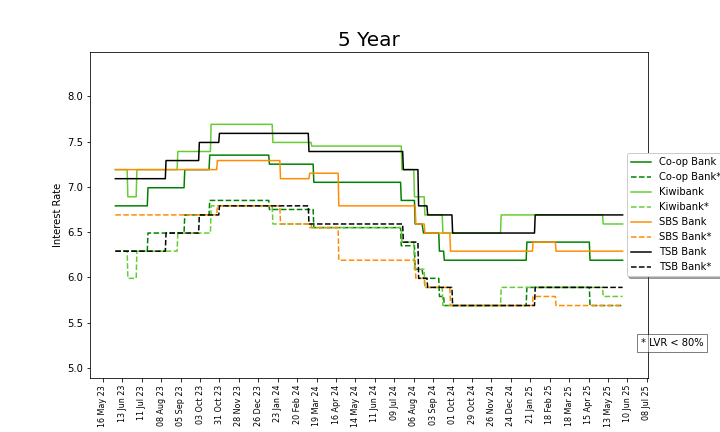 5 Year
Interest Rate
8.0
7.5
7.0
6.5
6.0
5.5
5.0
16 May 23
13 Jun 23
11 Jul 23
08 Aug 23
05 Sep 23
03 Oct 23
31 Oct 23
28 Nov 23
26 Dec 23
23 Jan 24
20 Feb 24
19 Mar 24
16 Apr 24
14 May 24
11 Jun 24
09 Jul 24
06 Aug 24
03 Sep 24
01 Oct 24
29 Oct 24
26 Nov 24
24 Dec 24
21 Jan 25
18 Feb 25
18 Mar 25
15 Apr 25
13 May 25
10 Jun 25
08 Jul 25
Co-op Bank
Co-op Bank*
Kiwibank
Kiwibank*
SBS Bank
SBS Bank*
TSB Bank
TSB Bank*
* LVR < 80%